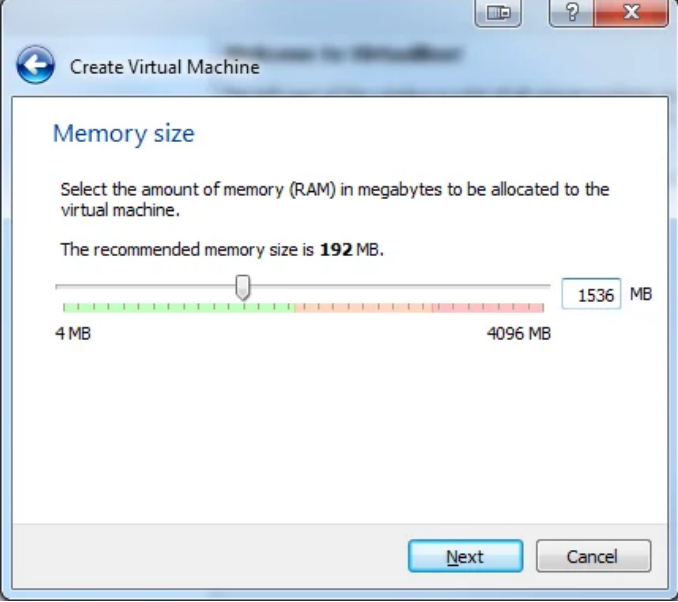 Create Virtual Machine
Memory size
Select the amount of memory (RAM) in megabytes to be allocated to the
virtual machine.
The recommended memory size is 192 MB.
1536 MB
4 MB 4096 MB
Next Cancel